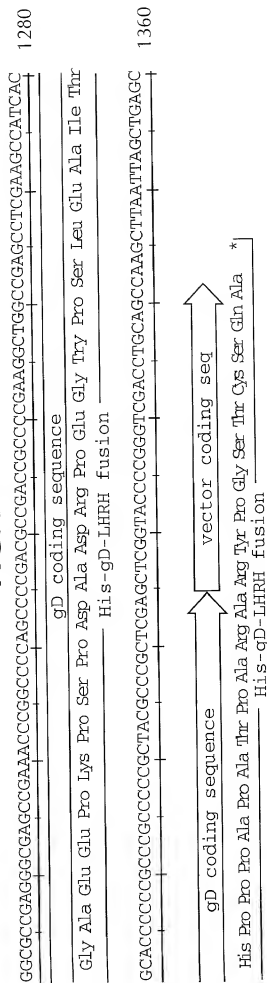 GGCGCCGAGGGCGAGCCGAAACCCGGCCCCAGCCCCGACGCCGACCGCCCCGAAGGCTGGCCGAGCCTCGAAGCCATCAC 1280
gD coding sequence
Gly Ala Glu Glu Pro Lys Pro Ser Pro Asp Ala Asp Arg Pro Glu Gly Try Pro Ser Leu Glu Ala Ile Thr
His-gD-LHRH fusion
GCACCCCCCGCCCGCCCCCGCTACGCCCGCTCGAGCTCGGTACCCCGGGTCGACCTGCAGCCAAGCTTAATTAGCTGAGC 1360
gD coding sequence vector coding seq
His Pro Pro Pro Ala Pro Ala Thr Pro Ala Arg Ala Arg Tyr Pro Gly Ser Thr Cys Ser Gln Ala *
His-gD-LHRH fusion